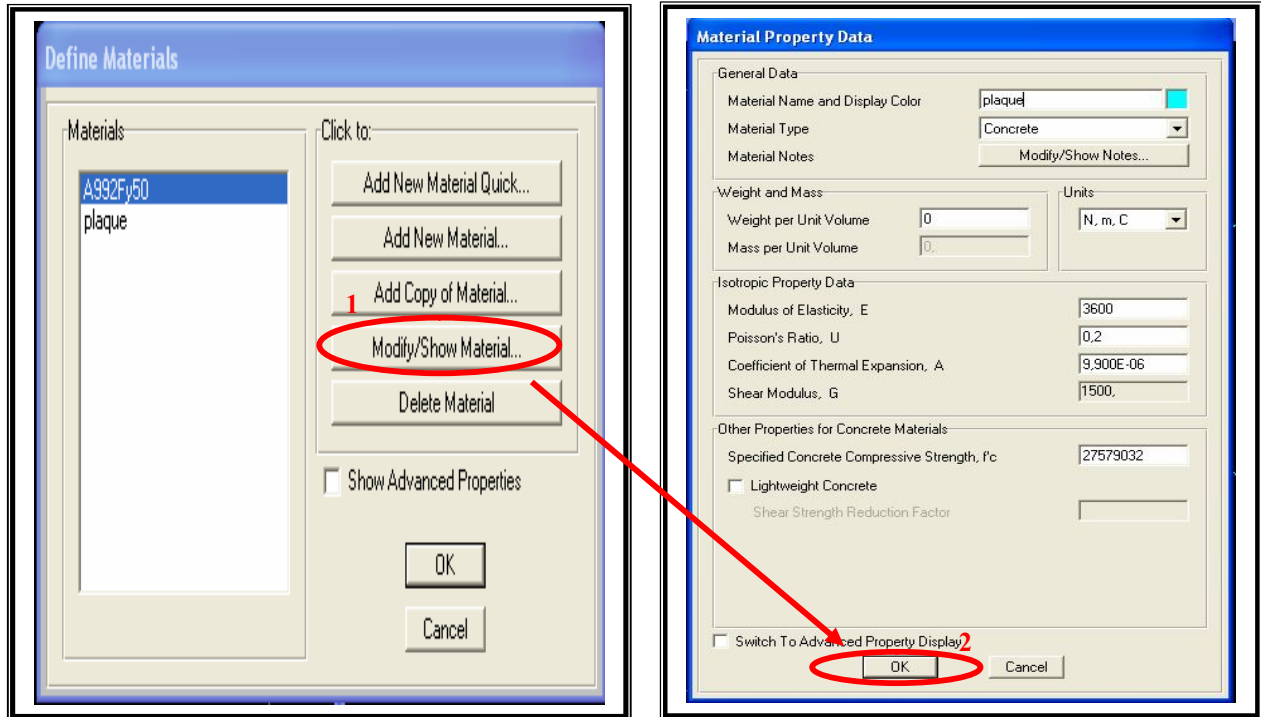 Define Materials
Materials
A992Fy50
plaque
Click to:
Add New Material Quick...
Add New Material...
Add Copy of Material...
1
Modify/Show Material...
Delete Material
Show Advanced Properties
OK
Cancel
Material Property Data
General Data
Material Name and Display Color plaque
Material Type Concrete
Material Notes Modify/Show Notes...
Weight and Mass
Weight per Unit Volume 0
Mass per Unit Volume 0,
Units
N, m, C
Isotropic Property Data
Modulus of Elasticity, E 3600
Poisson's Ratio, U 0,2
Coefficient of Thermal Expansion, A 9,900E-06
Shear Modulus, G 1500,
Other Properties for Concrete Materials
Specified Concrete Compressive Strength, f'c 27579032
Lightweight Concrete
Shear Strength Reduction Factor
Switch To Advanced Property Display
2
OK Cancel